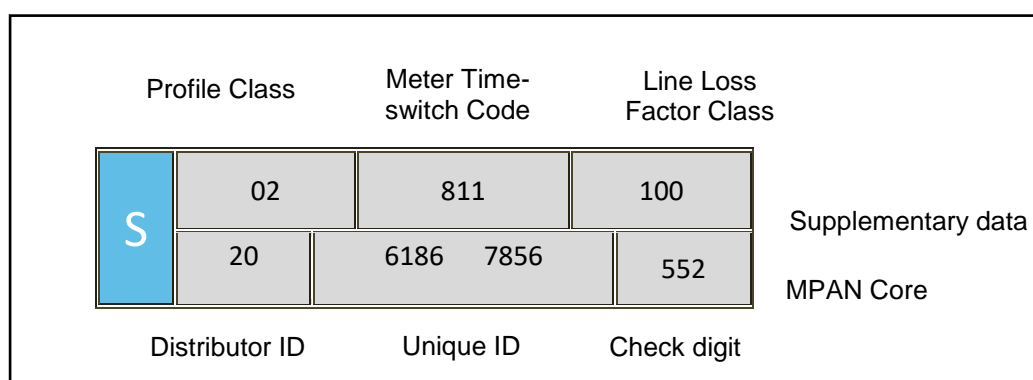 Profile Class
Meter Time-
switch Code
Line Loss
Factor Class
S
02
811
100
Supplementary data
20
6186 7856
552
MPAN Core
Distributor ID
Unique ID
Check digit